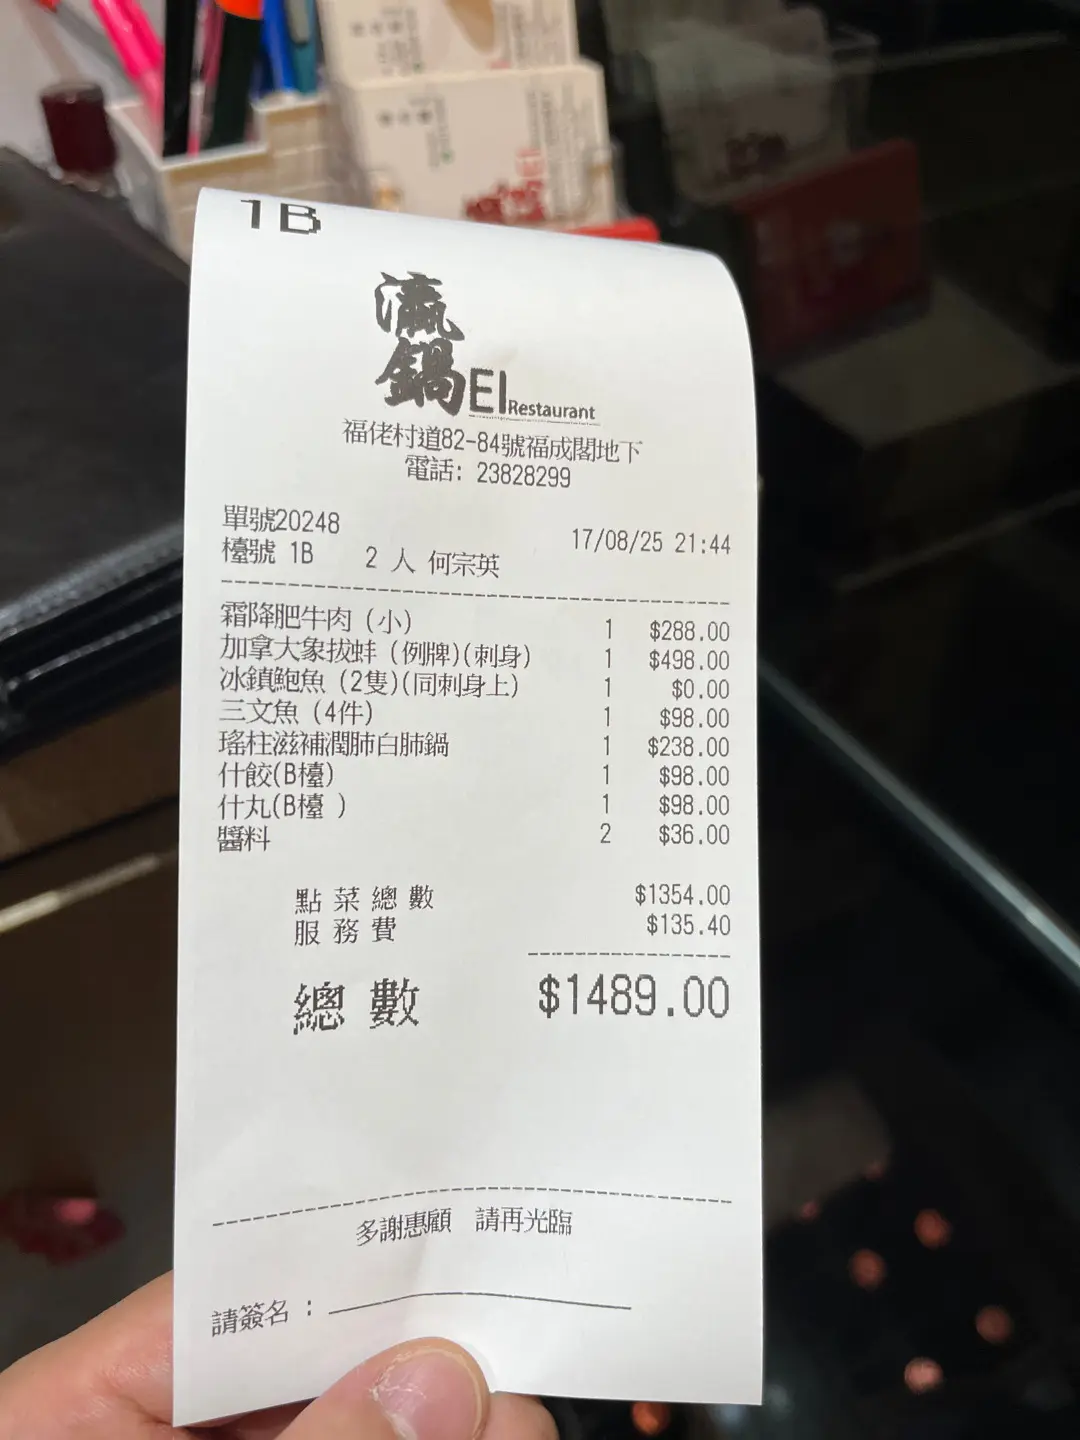 1B
瀛
鍋 EI Restaurant
福佬村道82-84號福成閣地下
電話: 23828299
單號20248 17/08/25 21:44
檯號 1B 2 人 何宗英
霜降肥牛肉 (小) 1 $288.00
加拿大象拔蚌 (例牌)(刺身) 1 $498.00
冰鎮鮑魚 (2隻)(同刺身上) 1 $0.00
三文魚 (4件) 1 $98.00
瑤柱滋補潤肺白肺鍋 1 $238.00
什餃(B檯) 1 $98.00
什丸(B檯 ) 1 $98.00
醬料 2 $36.00
點菜總數 $1354.00
服務費 $135.40
總數 $1489.00
多謝惠顧 請再光臨
請簽名 :